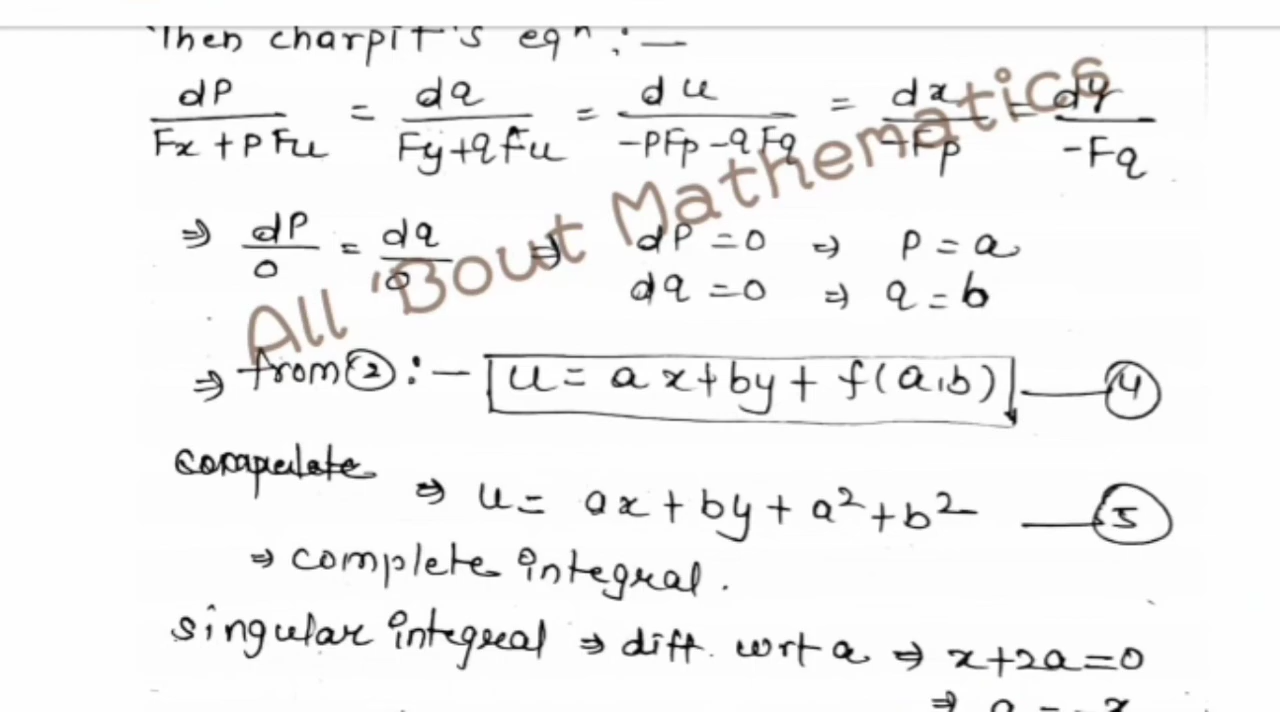 Then charpit's eqn :—
dP/(Fx + pFu) = dq/(Fy + qFu) = du/(-pFp - qFq) = dx/(-Fp) = dy/(-Fq)
⇒ dP/0 = dq/0 ⇒ dP = 0 ⇒ P = a
dq = 0 ⇒ q = b
All 'Bout Mathematics
⇒ from ② :— u = ax + by + f(a,b) — ④
⇒ u = ax + by + a² + b² — ⑤
⇒ complete integral.
singular integral ⇒ diff. wrt a ⇒ x + 2a = 0
⇒ a = -x